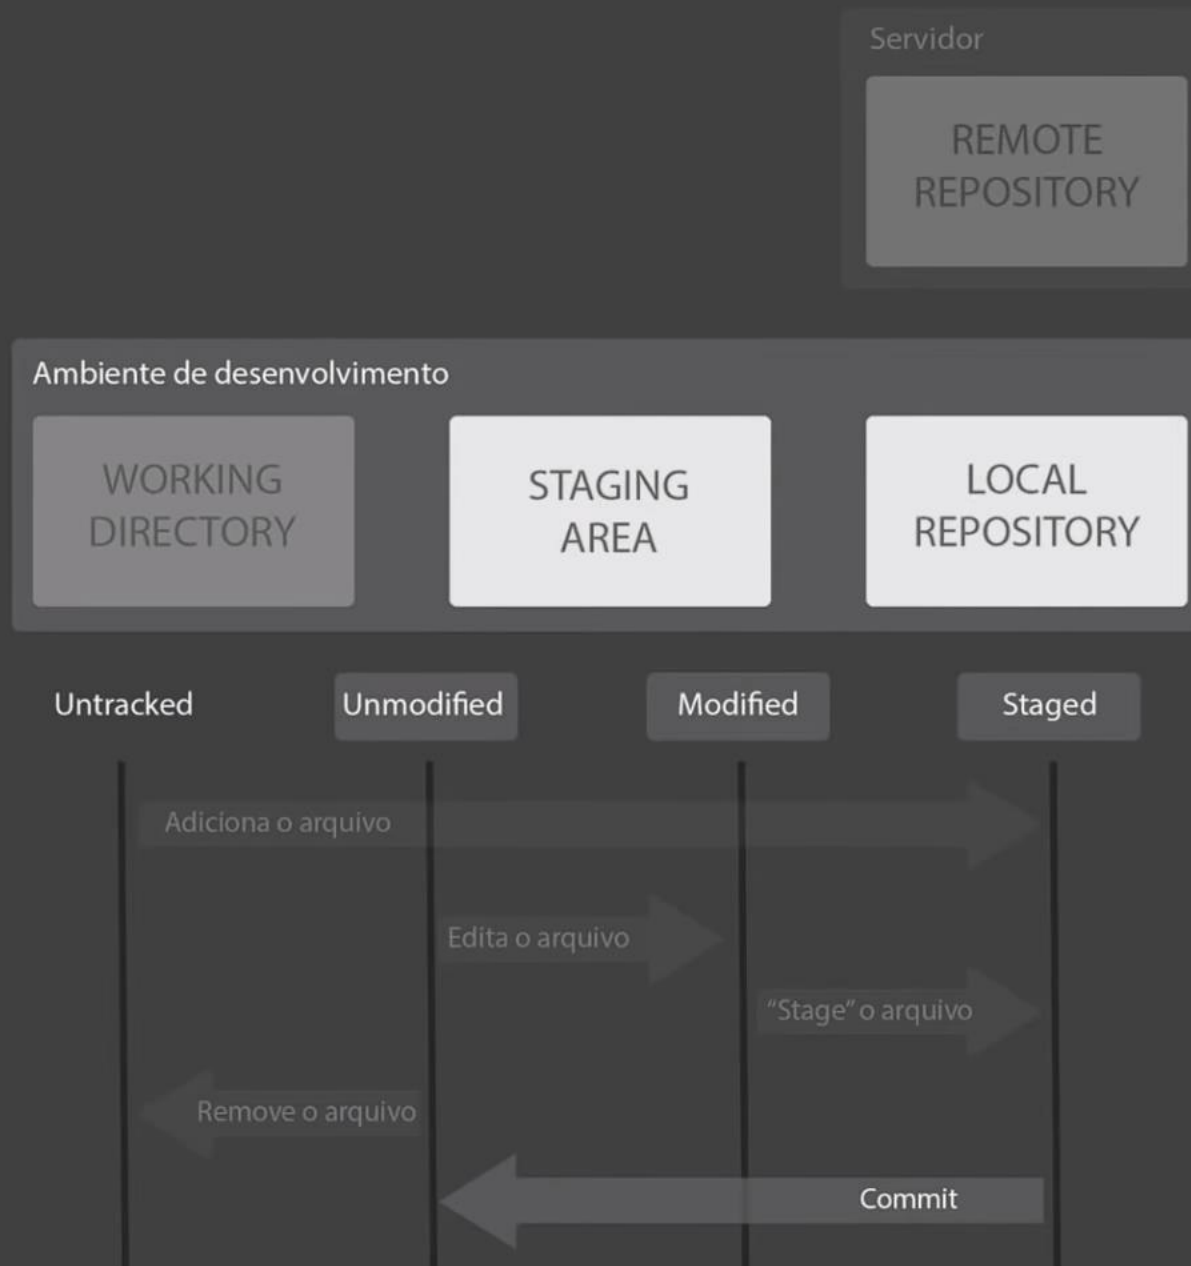 Servidor
REMOTE
REPOSITORY
Ambiente de desenvolvimento
WORKING
DIRECTORY
STAGING
AREA
LOCAL
REPOSITORY
Untracked
Unmodified
Modified
Staged
Adiciona o arquivo
Edita o arquivo
“Stage” o arquivo
Remove o arquivo
Commit